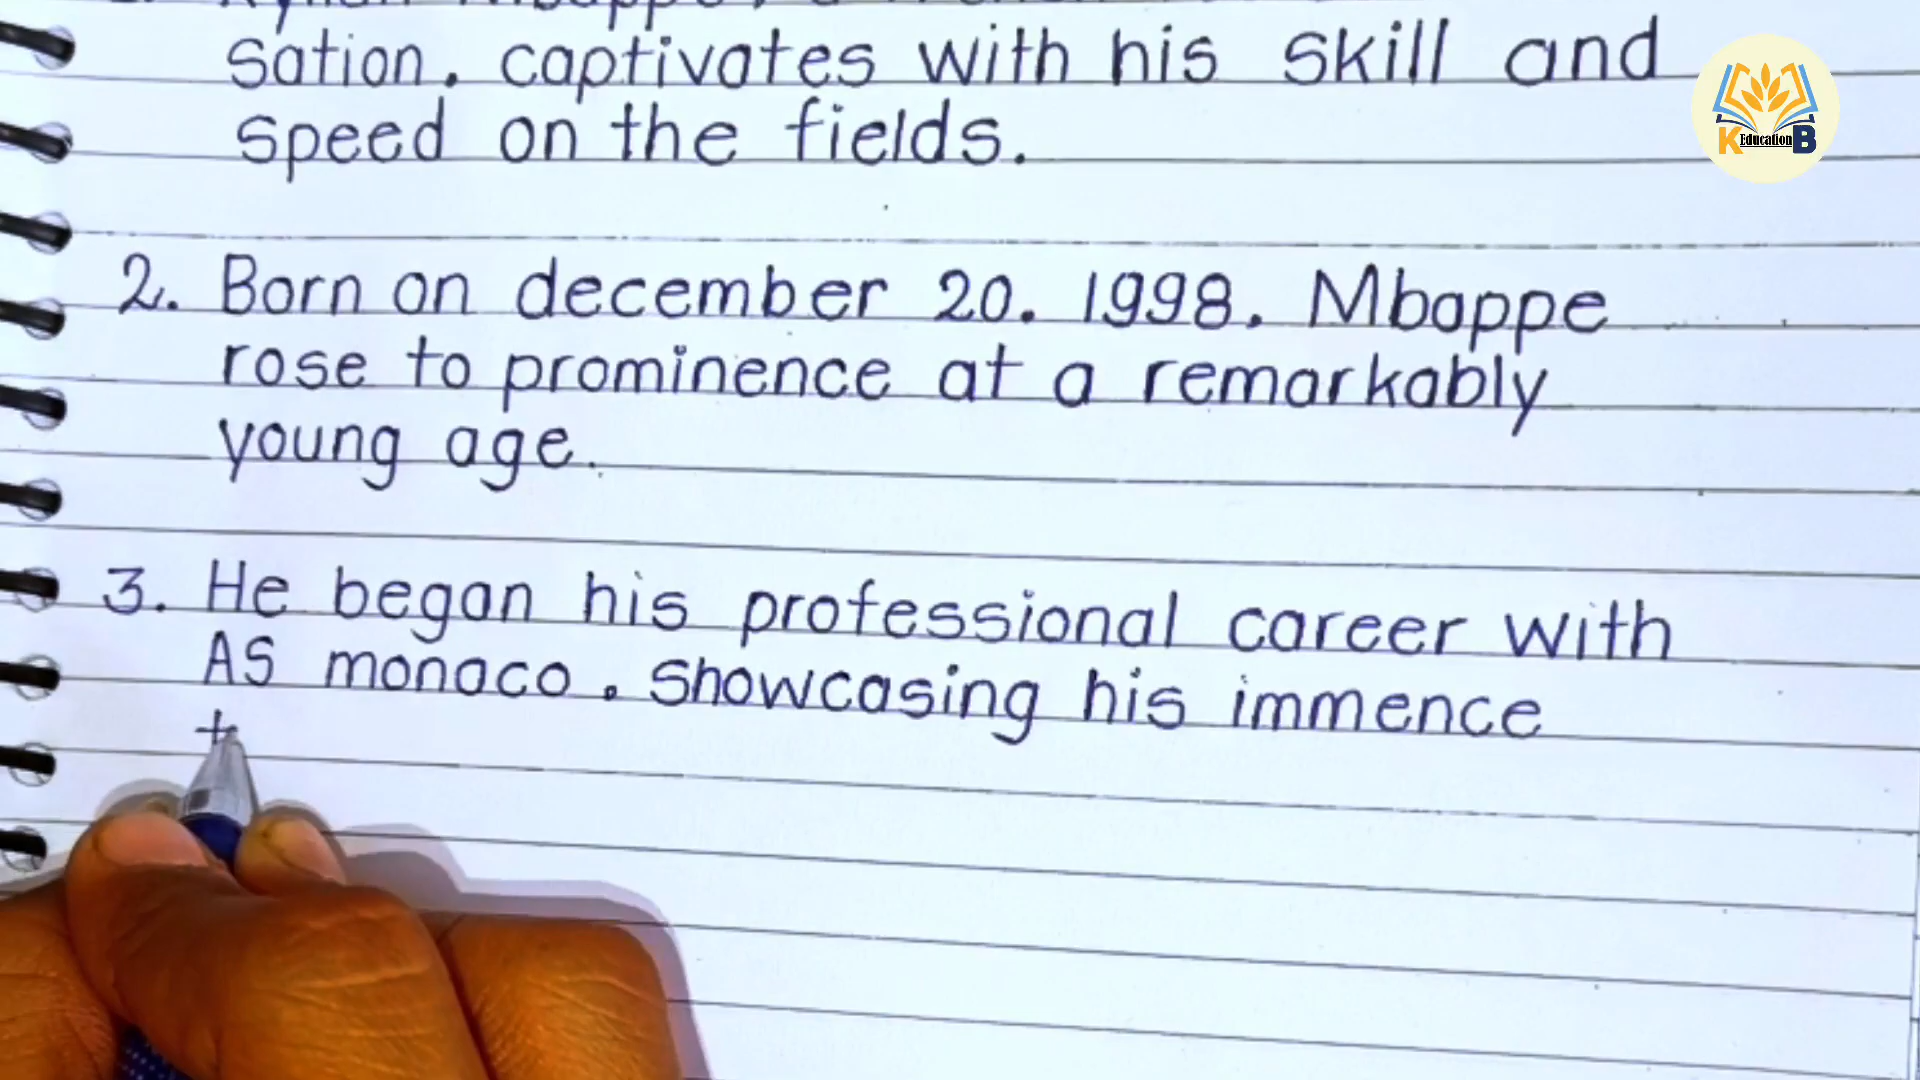 sation. captivates with his skill and
speed on the fields.
2. Born on december 20. 1998. Mbappe
rose to prominence at a remarkably
young age.
3. He began his professional career with
AS monaco. Showcasing his immence
t
K Education B